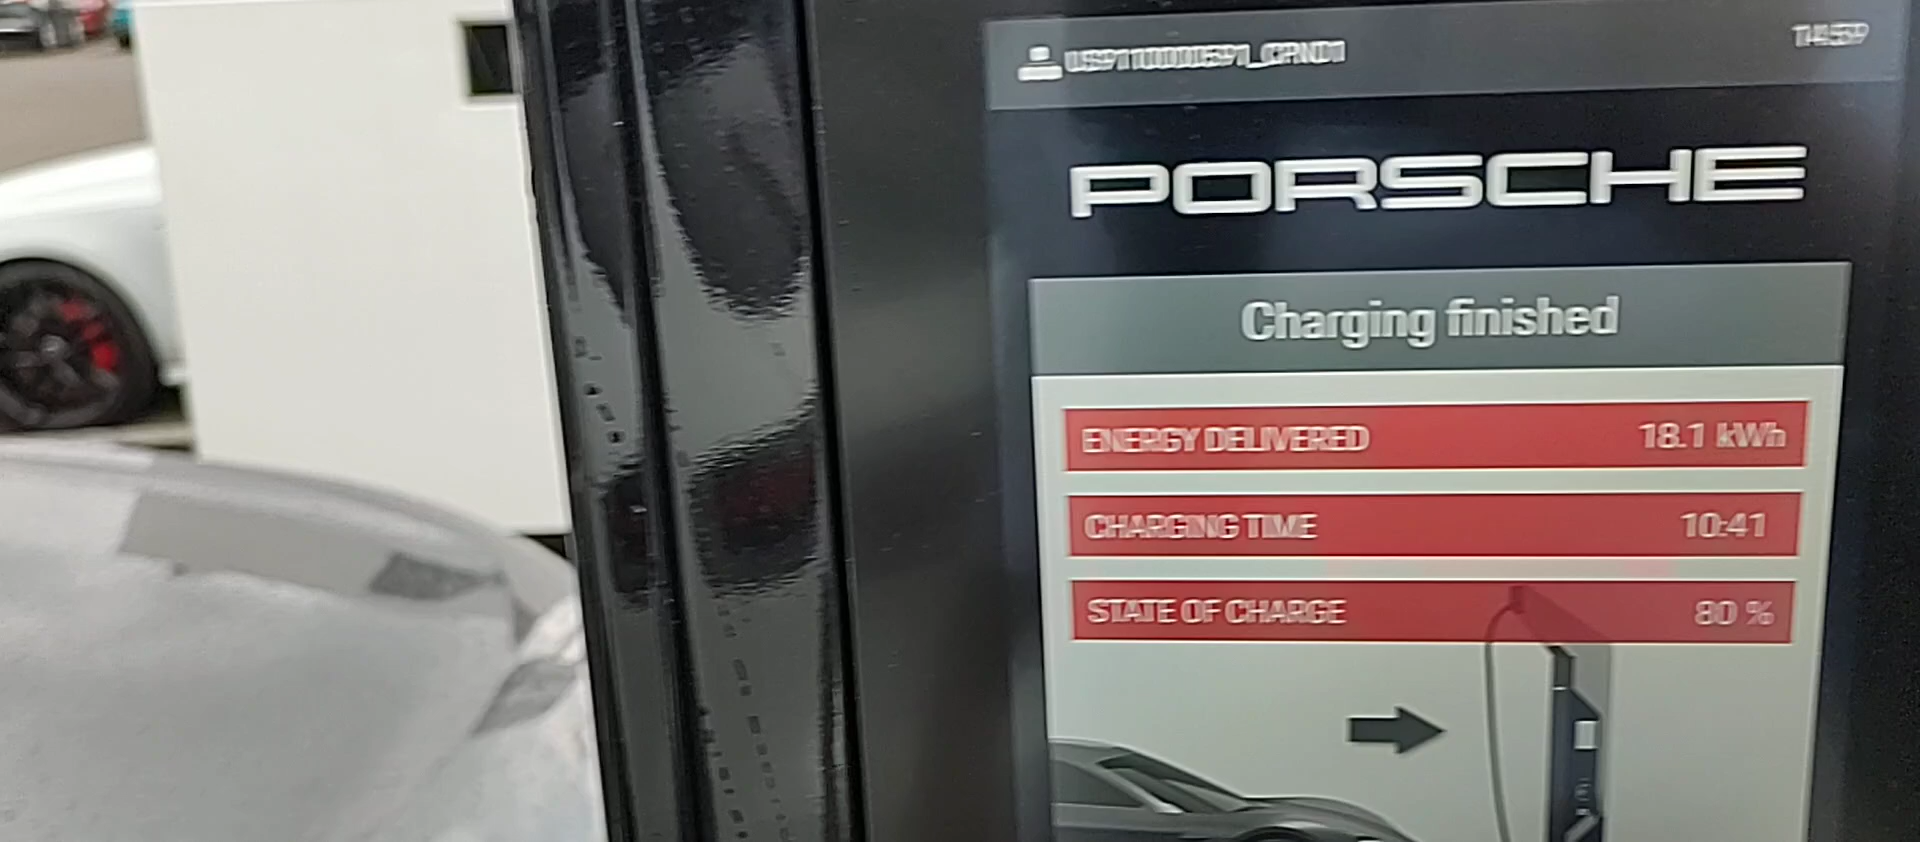 PORSCHE
Charging finished
ENERGY DELIVERED 18.1 kWh
CHARGING TIME 10:41
STATE OF CHARGE 80 %